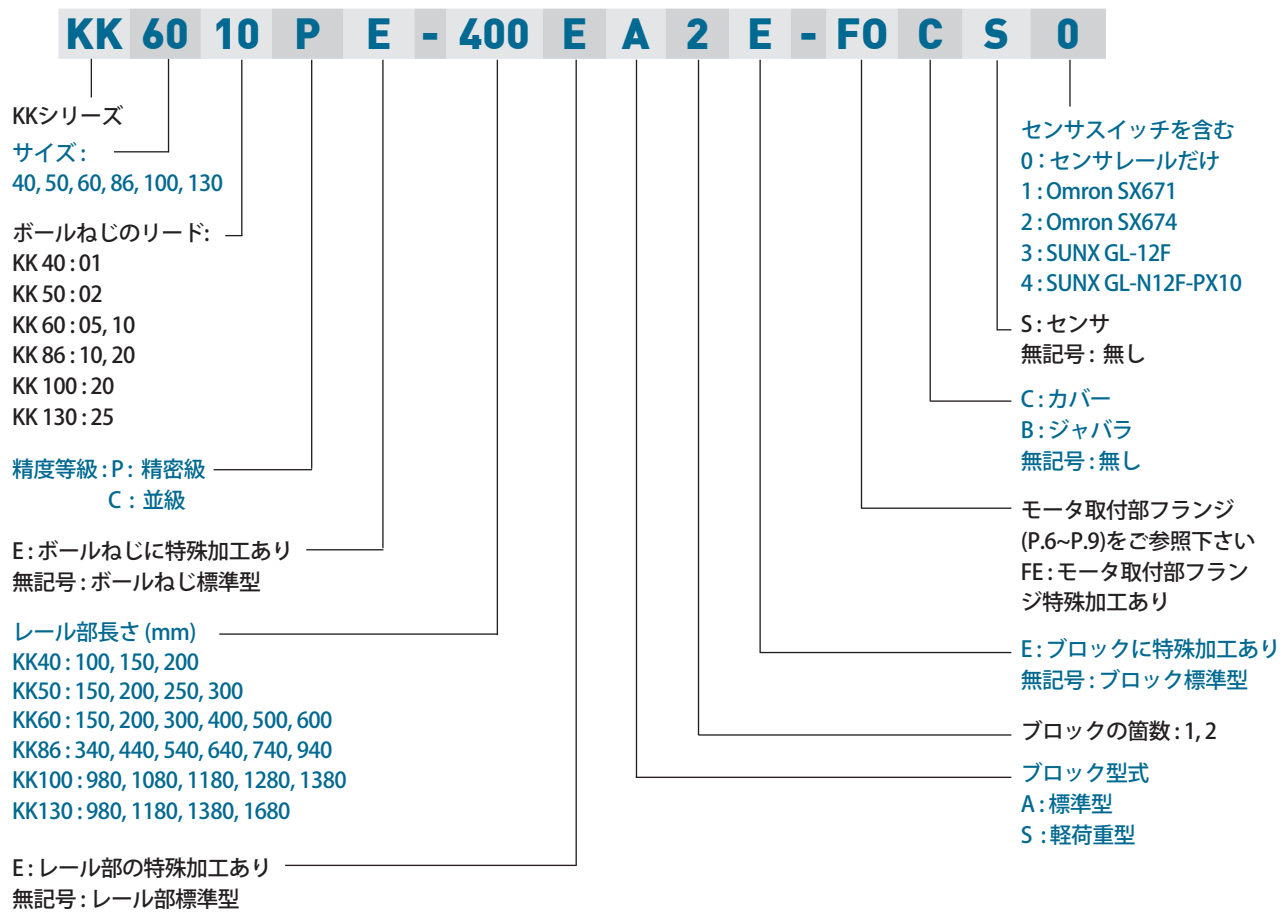 KK 60 10 P E - 400 E A 2 E - F0 C S 0
KKシリーズ
サイズ :
40, 50, 60, 86, 100, 130
ボールねじのリード:
KK 40 : 01
KK 50 : 02
KK 60 : 05, 10
KK 86 : 10, 20
KK 100 : 20
KK 130 : 25
精度等級 : P : 精密級
C : 並級
E : ボールねじに特殊加工あり
無記号 : ボールねじ標準型
レール部長さ (mm)
KK40 : 100, 150, 200
KK50 : 150, 200, 250, 300
KK60 : 150, 200, 300, 400, 500, 600
KK86 : 340, 440, 540, 640, 740, 940
KK100 : 980, 1080, 1180, 1280, 1380
KK130 : 980, 1180, 1380, 1680
E : レール部の特殊加工あり
無記号 : レール部標準型
センサスイッチを含む
0 : センサレールだけ
1 : Omron SX671
2 : Omron SX674
3 : SUNX GL-12F
4 : SUNX GL-N12F-PX10
S : センサ
無記号 : 無し
C : カバー
B : ジャバラ
無記号 : 無し
モータ取付部フランジ
(P.6~P.9)をご参照下さい
FE : モータ取付部フラン
ジ特殊加工あり
E : ブロックに特殊加工あり
無記号 : ブロック標準型
ブロックの箇数 : 1, 2
ブロック型式
A : 標準型
S : 軽荷重型